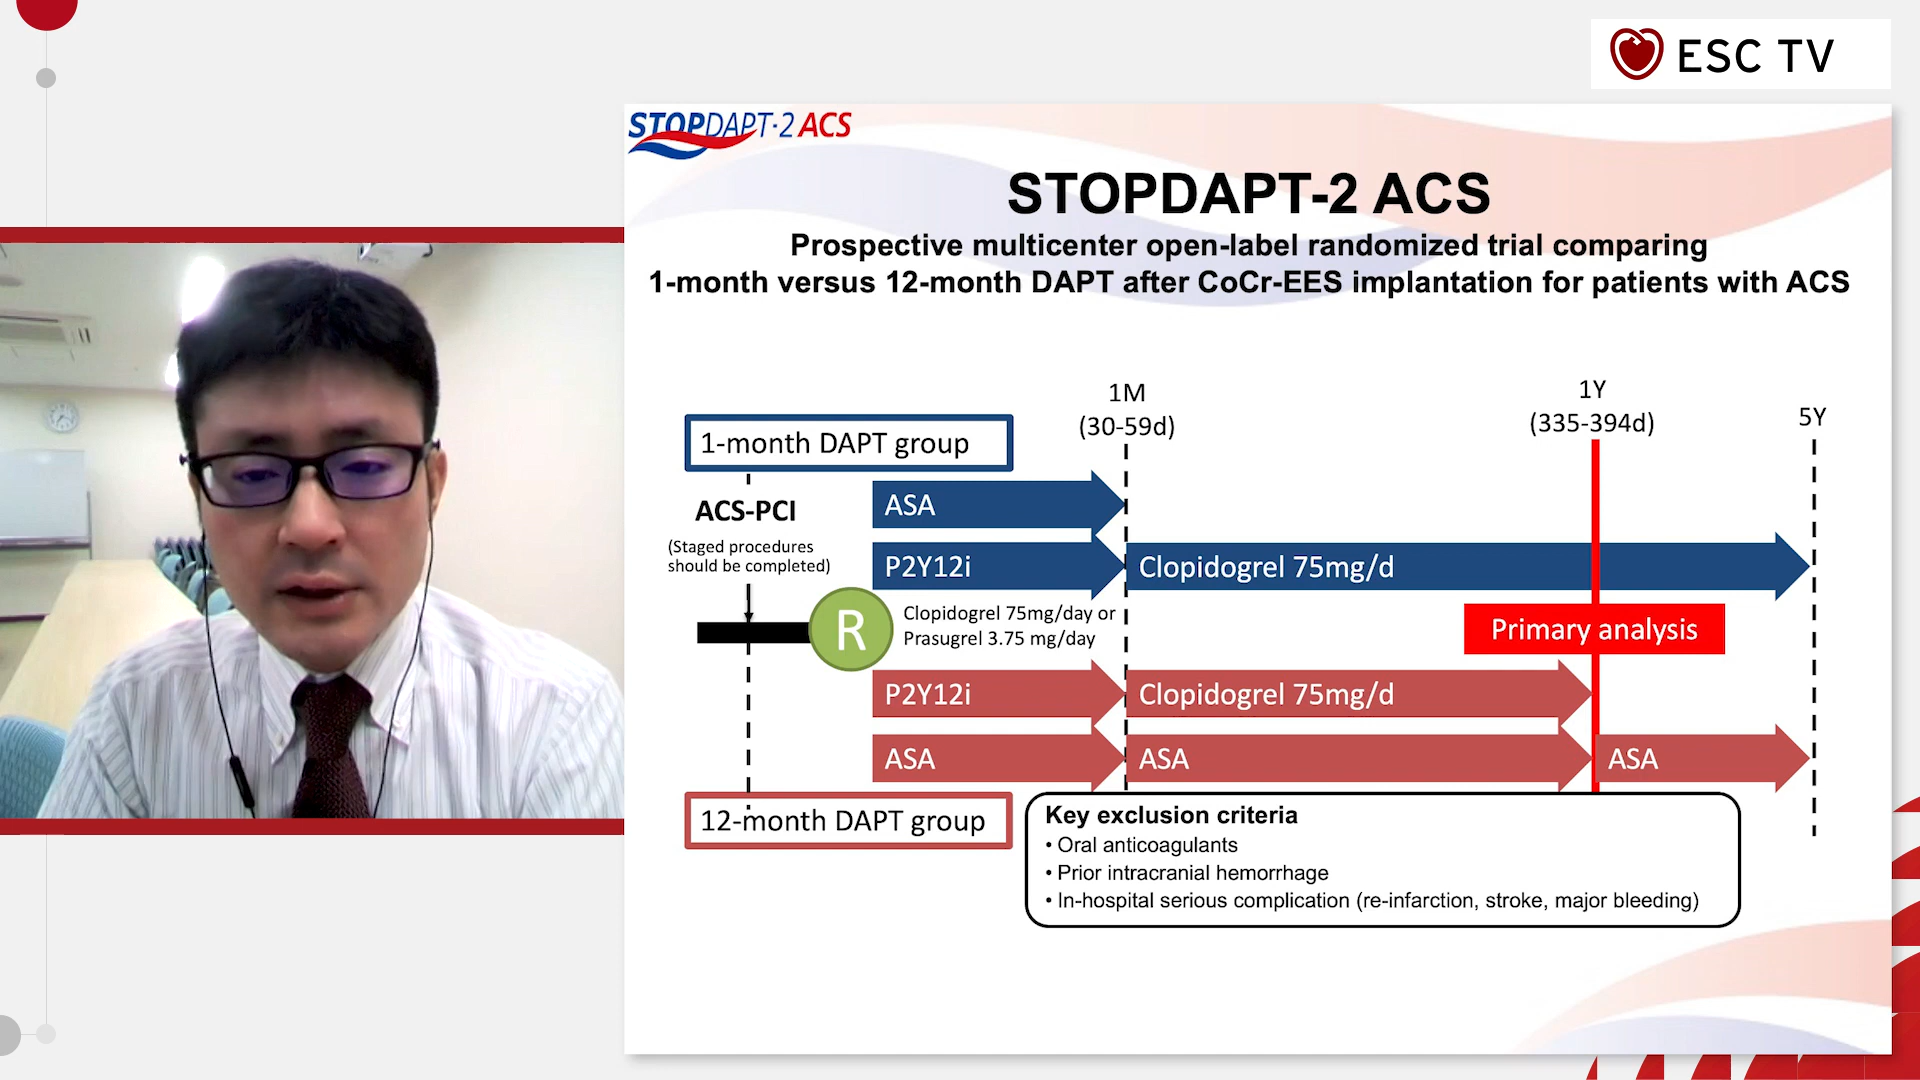 ESC TV
STOPDAPT-2 ACS
STOPDAPT-2 ACS
Prospective multicenter open-label randomized trial comparing
1-month versus 12-month DAPT after CoCr-EES implantation for patients with ACS
1M
(30-59d)
1Y
(335-394d)
5Y
1-month DAPT group
ACS-PCI
(Staged procedures
should be completed)
ASA
P2Y12i
Clopidogrel 75mg/d
R
Clopidogrel 75mg/day or
Prasugrel 3.75 mg/day
Primary analysis
P2Y12i
Clopidogrel 75mg/d
ASA
ASA
ASA
12-month DAPT group
Key exclusion criteria
• Oral anticoagulants
• Prior intracranial hemorrhage
• In-hospital serious complication (re-infarction, stroke, major bleeding)